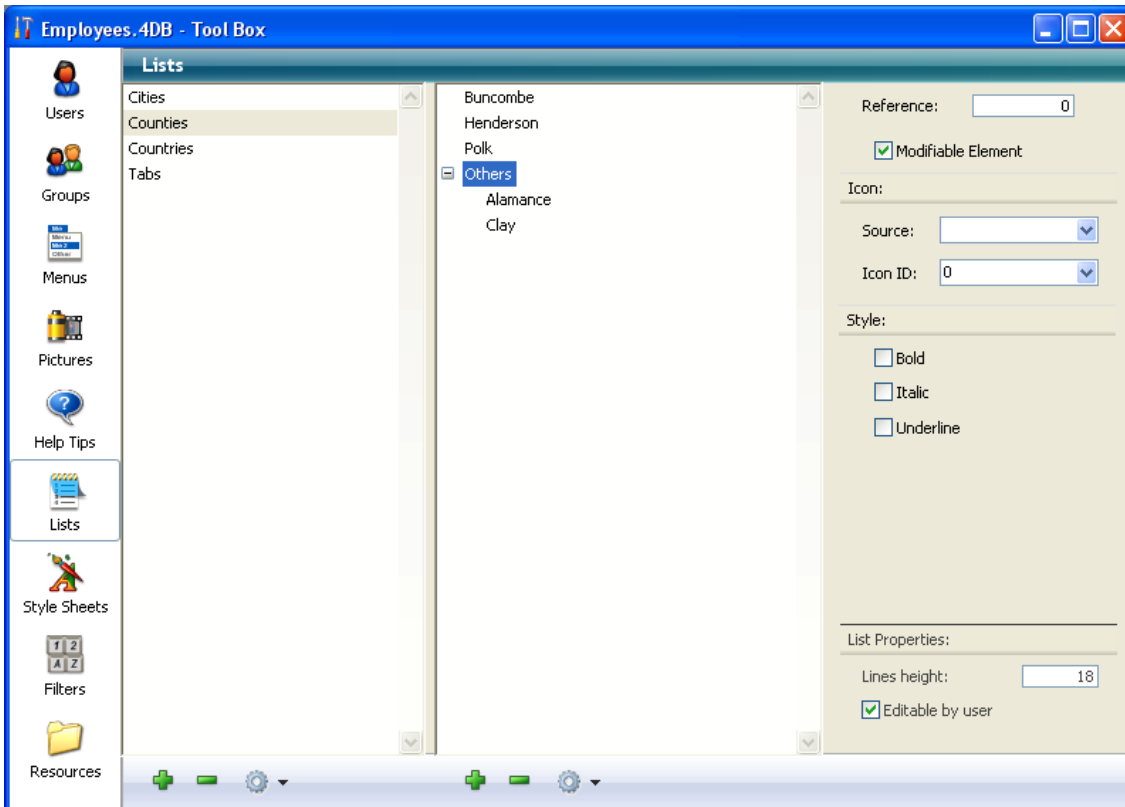 Employees.4DB - Tool Box
Lists
Users
Groups
Menus
Pictures
Help Tips
Lists
Style Sheets
Filters
Resources
Cities
Counties
Countries
Tabs
Buncombe
Henderson
Polk
Others
Alamance
Clay
Reference: 0
Modifiable Element
Icon:
Source:
Icon ID: 0
Style:
Bold
Italic
Underline
List Properties:
Lines height: 18
Editable by user